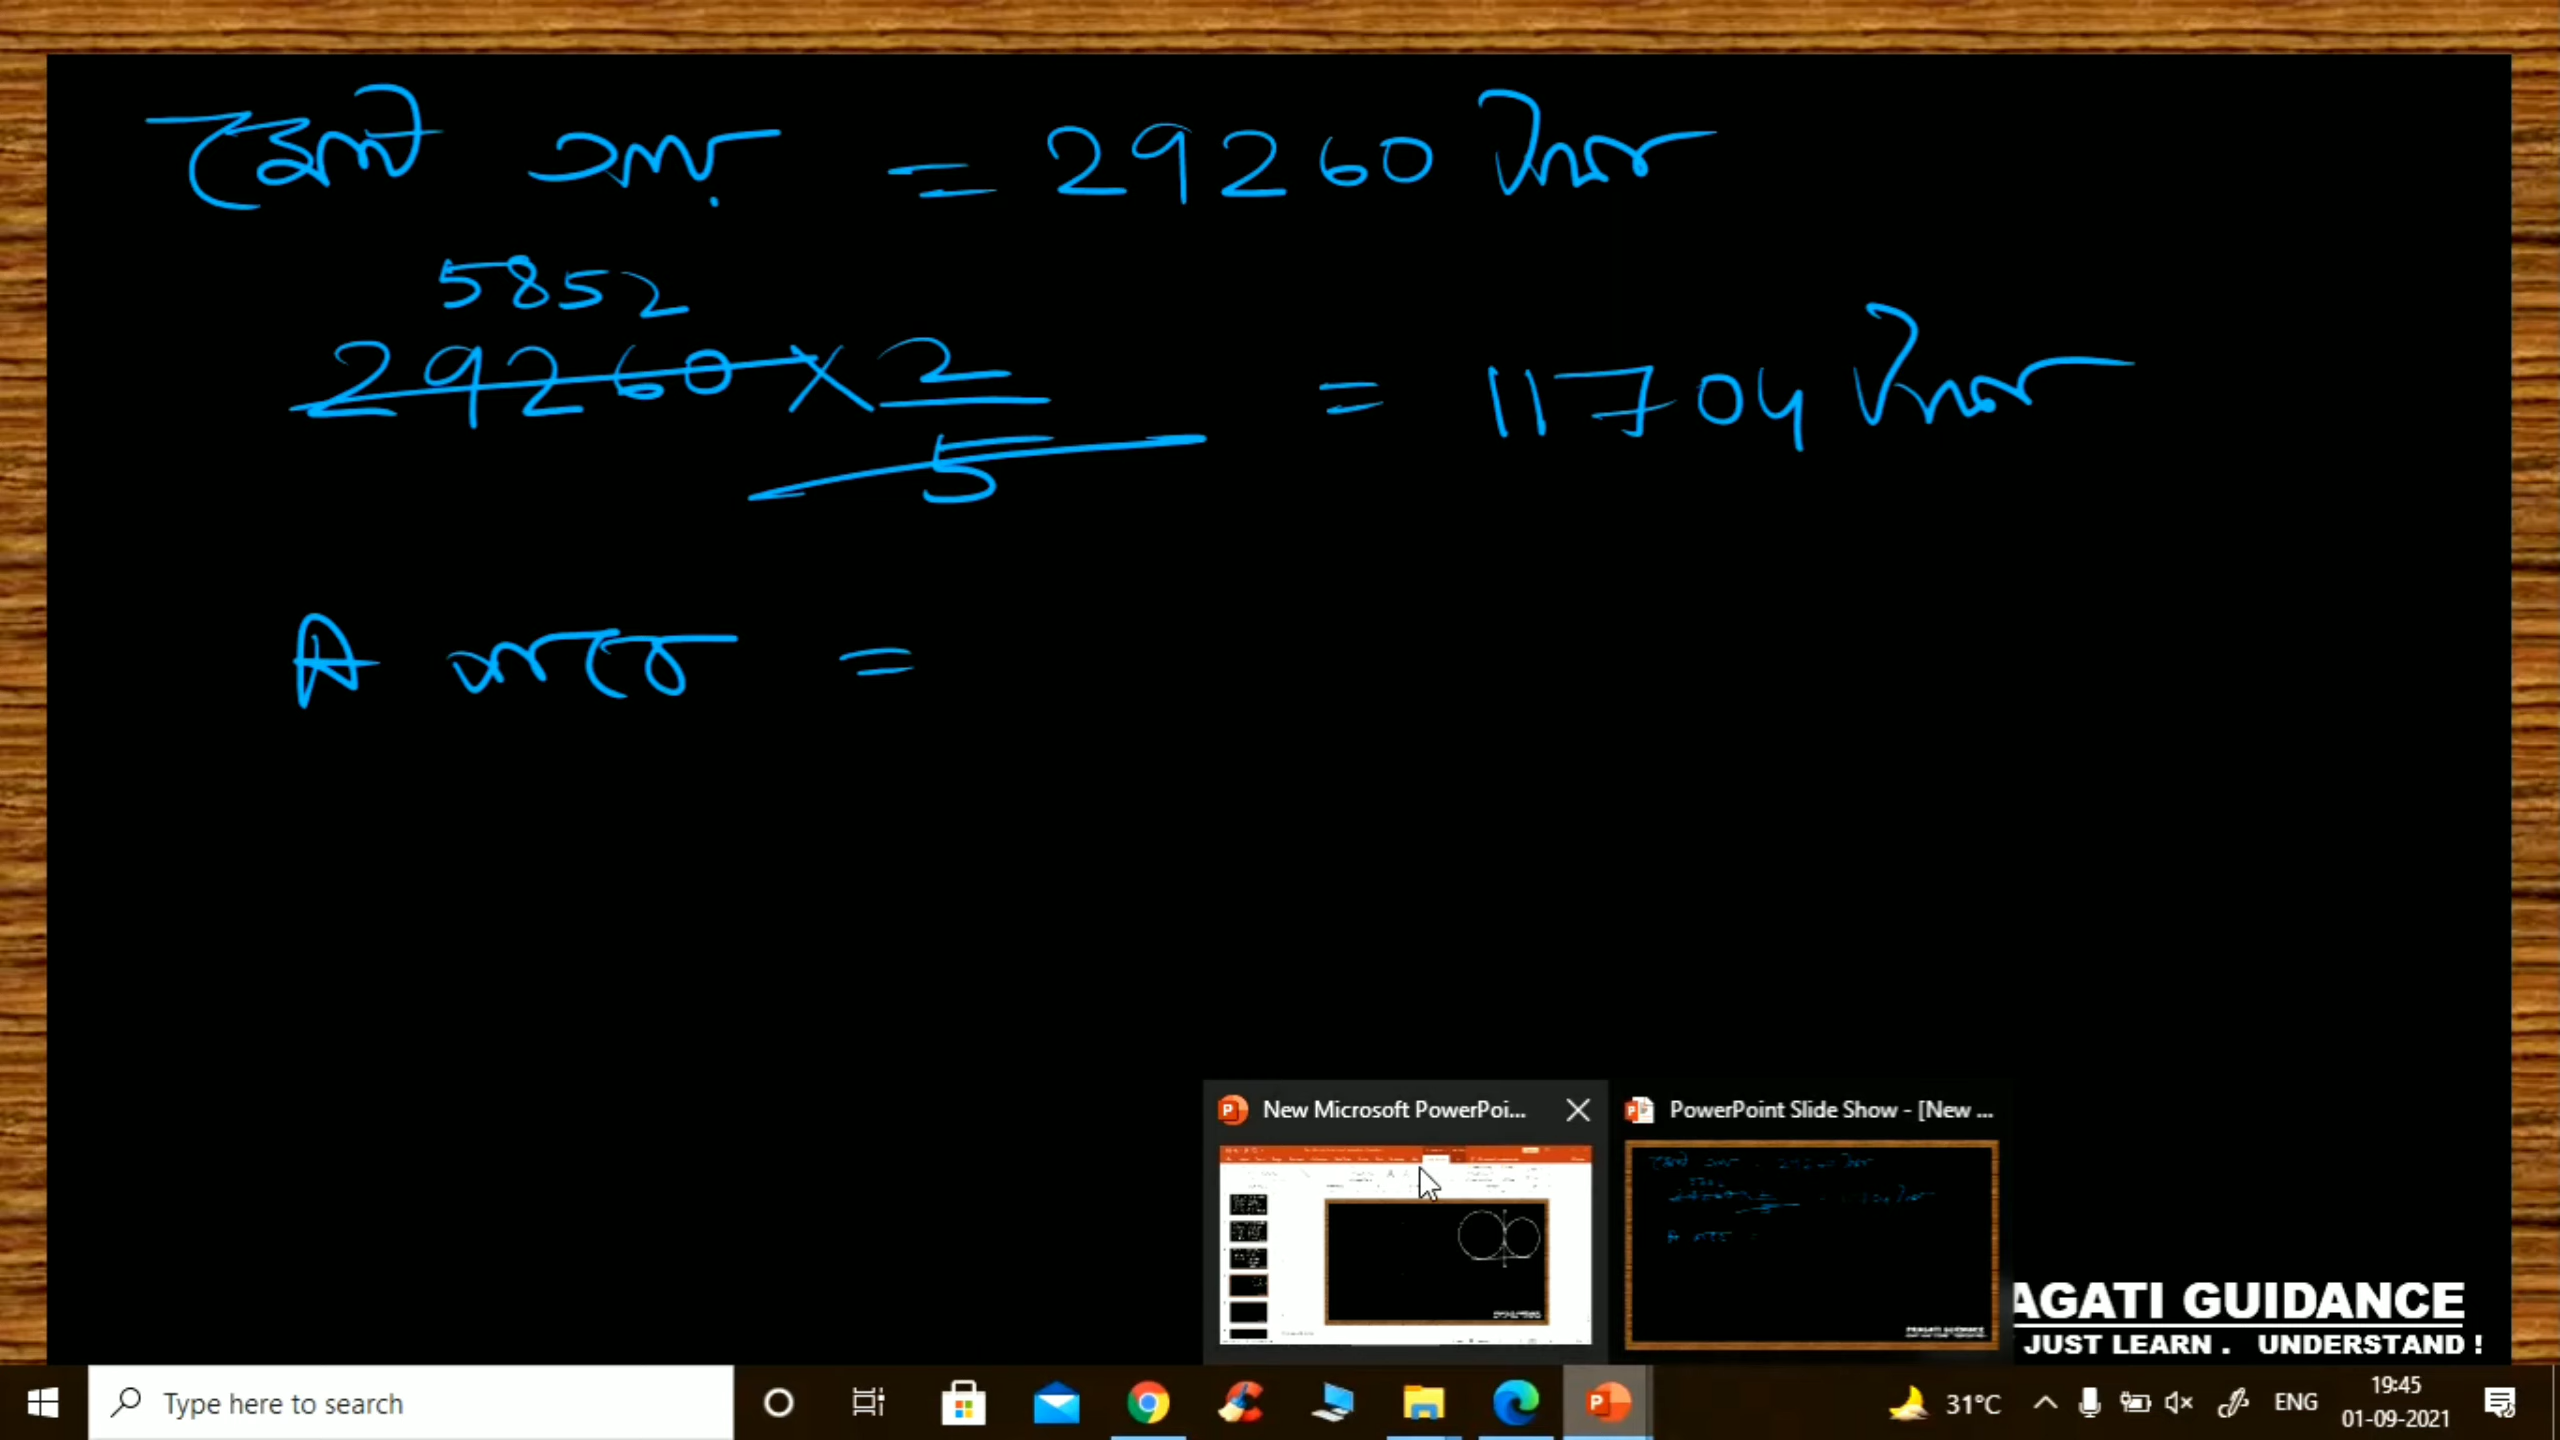 = 29260 টাকা
5852
29260 × 2
5
= 11704 টাকা
A =
New Microsoft PowerPoi...
PowerPoint Slide Show - [New ...
AGATI GUIDANCE
JUST LEARN . UNDERSTAND !
Type here to search
31°C
ENG
19:45
01-09-2021